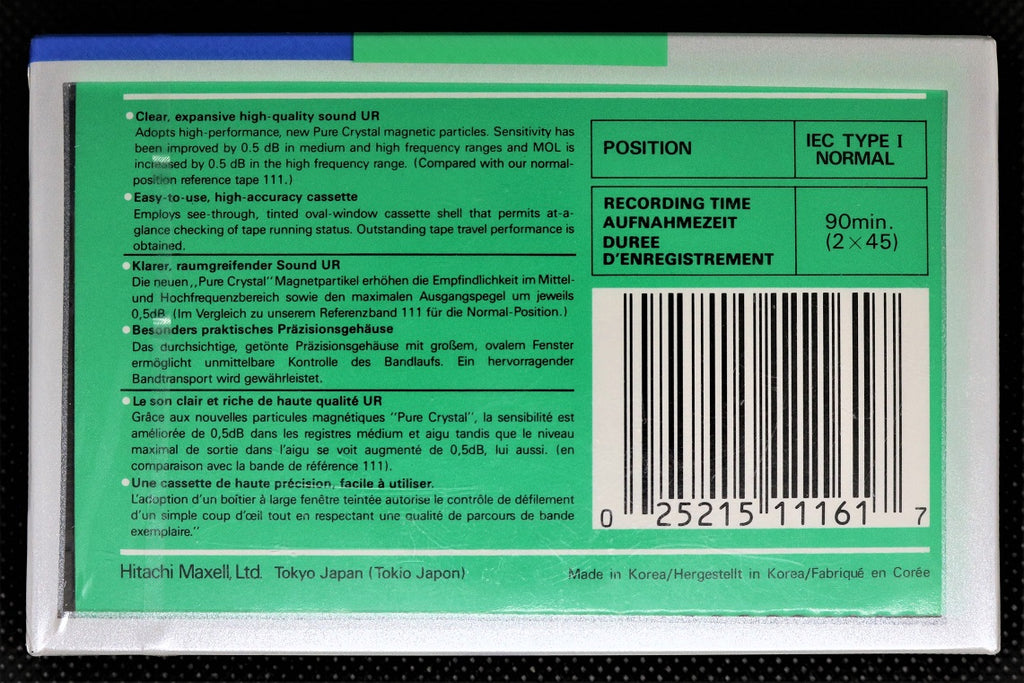 ● Clear, expansive high-quality sound UR
Adopts high-performance, new Pure Crystal magnetic particles. Sensitivity has
been improved by 0.5 dB in medium and high frequency ranges and MOL is
increased by 0.5 dB in the high frequency range. (Compared with our normal-
position reference tape 111.)
● Easy-to-use, high-accuracy cassette
Employs see-through, tinted oval-window cassette shell that permits at-a-
glance checking of tape running status. Outstanding tape travel performance is
obtained.
● Klarer, raumgreifender Sound UR
Die neuen ,,Pure Crystal'' Magnetpartikel erhöhen die Empfindlichkeit im Mittel-
und Hochfrequenzbereich sowie den maximalen Ausgangspegel um jeweils
0,5dB. (Im Vergleich zu unserem Referenzband 111 für die Normal-Position.)
● Besonders praktisches Präzisionsgehäuse
Das durchsichtige, getönte Präzisionsgehäuse mit großem, ovalem Fenster
ermöglicht unmittelbare Kontrolle des Bandlaufs. Ein hervorragender
Bandtransport wird gewährleistet.
● Le son clair et riche de haute qualité UR
Grâce aux nouvelles particules magnétiques ''Pure Crystal'', la sensibilité est
améliorée de 0,5dB dans les registres médium et aigu tandis que le niveau
maximal de sortie dans l'aigu se voit augmenté de 0,5dB, lui aussi. (en
comparaison avec la bande de référence 111).
● Une cassette de haute précision, facile à utiliser.
L'adoption d'un boîtier à large fenêtre teintée autorise le contrôle de défilement
d'un simple coup d'œil tout en respectant une qualité de parcours de bande
exemplaire.''
POSITION
IEC TYPE I
NORMAL
RECORDING TIME
AUFNAHMEZEIT
DUREE
D'ENREGISTREMENT
90min.
(2×45)
0 25215 11161 7
Hitachi Maxell, Ltd. Tokyo Japan (Tokio Japon)
Made in Korea/Hergestellt in Korea/Fabriqué en Corée